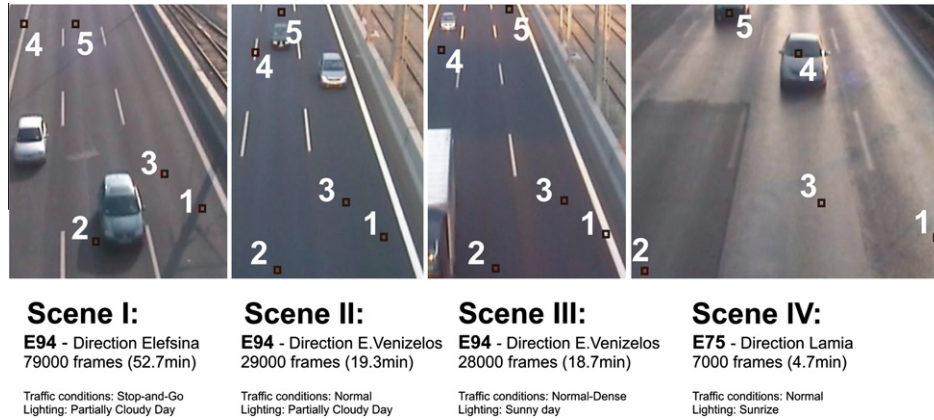 4 5
3
1
2
5
4
3
1
2
5
4
3
1
2
5
4
3
1
2
Scene I:
E94 - Direction Elefsina
79000 frames (52.7min)
Traffic conditions: Stop-and-Go
Lighting: Partially Cloudy Day
Scene II:
E94 - Direction E.Venizelos
29000 frames (19.3min)
Traffic conditions: Normal
Lighting: Partially Cloudy Day
Scene III:
E94 - Direction E.Venizelos
28000 frames (18.7min)
Traffic conditions: Normal-Dense
Lighting: Sunny day
Scene IV:
E75 - Direction Lamia
7000 frames (4.7min)
Traffic conditions: Normal
Lighting: Sunrize